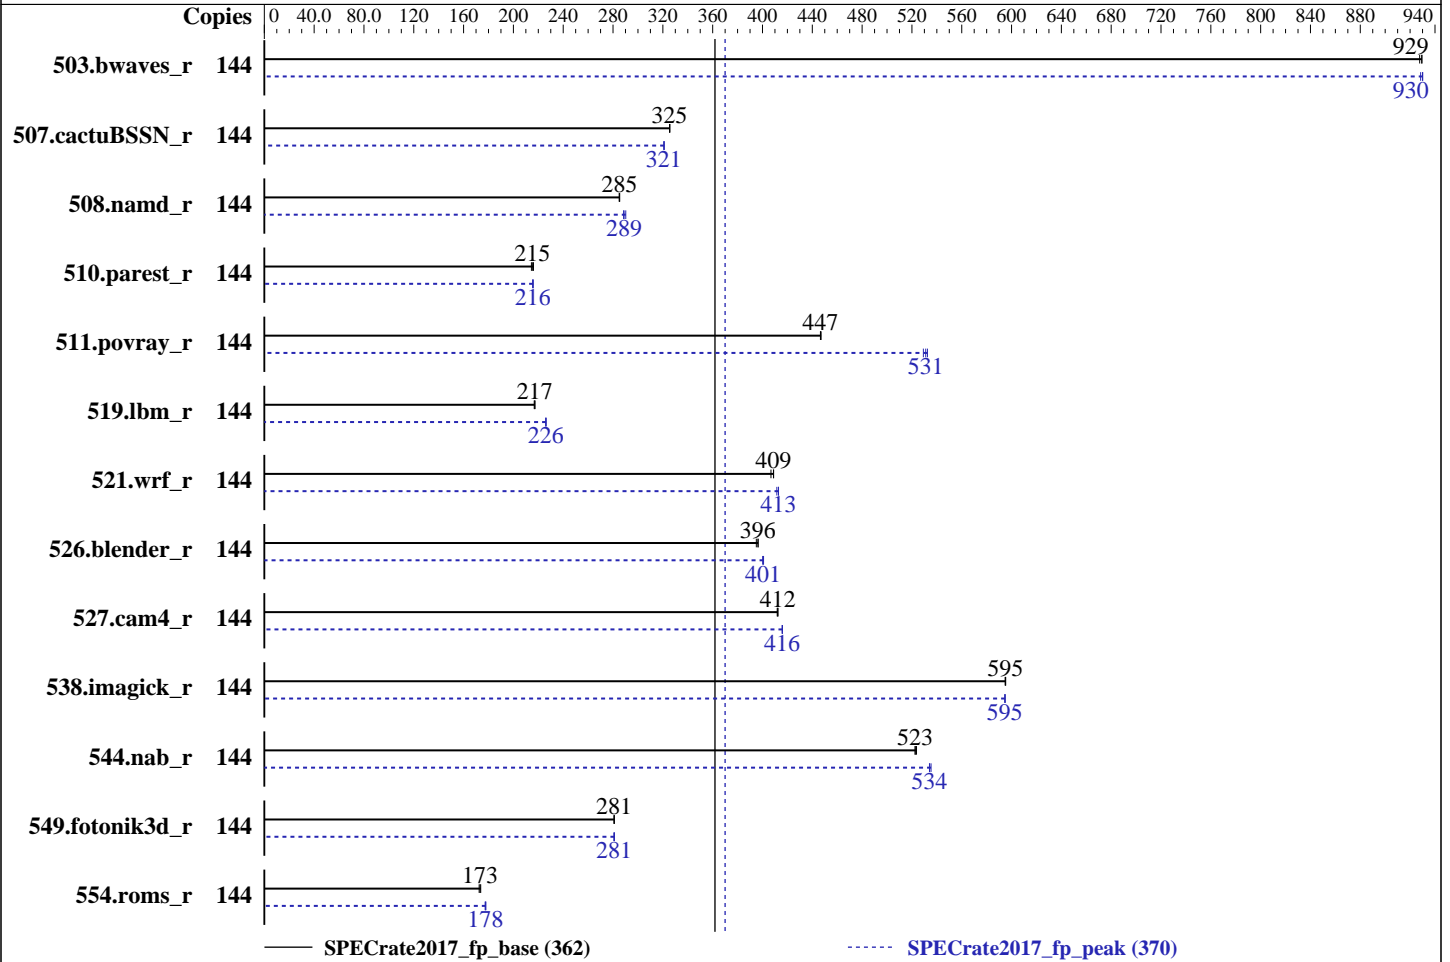 Copies 0 40.0 80.0 120 160 200 240 280 320 360 400 440 480 520 560 600 640 680 720 760 800 840 880 940
929
503.bwaves_r 144
930
325
507.cactuBSSN_r 144
321
285
508.namd_r 144
289
215
510.parest_r 144
216
447
511.povray_r 144
531
217
519.lbm_r 144
226
409
521.wrf_r 144
413
396
526.blender_r 144
401
412
527.cam4_r 144
416
595
538.imagick_r 144
595
523
544.nab_r 144
534
281
549.fotonik3d_r 144
281
173
554.roms_r 144
178
SPECrate2017_fp_base (362) SPECrate2017_fp_peak (370)